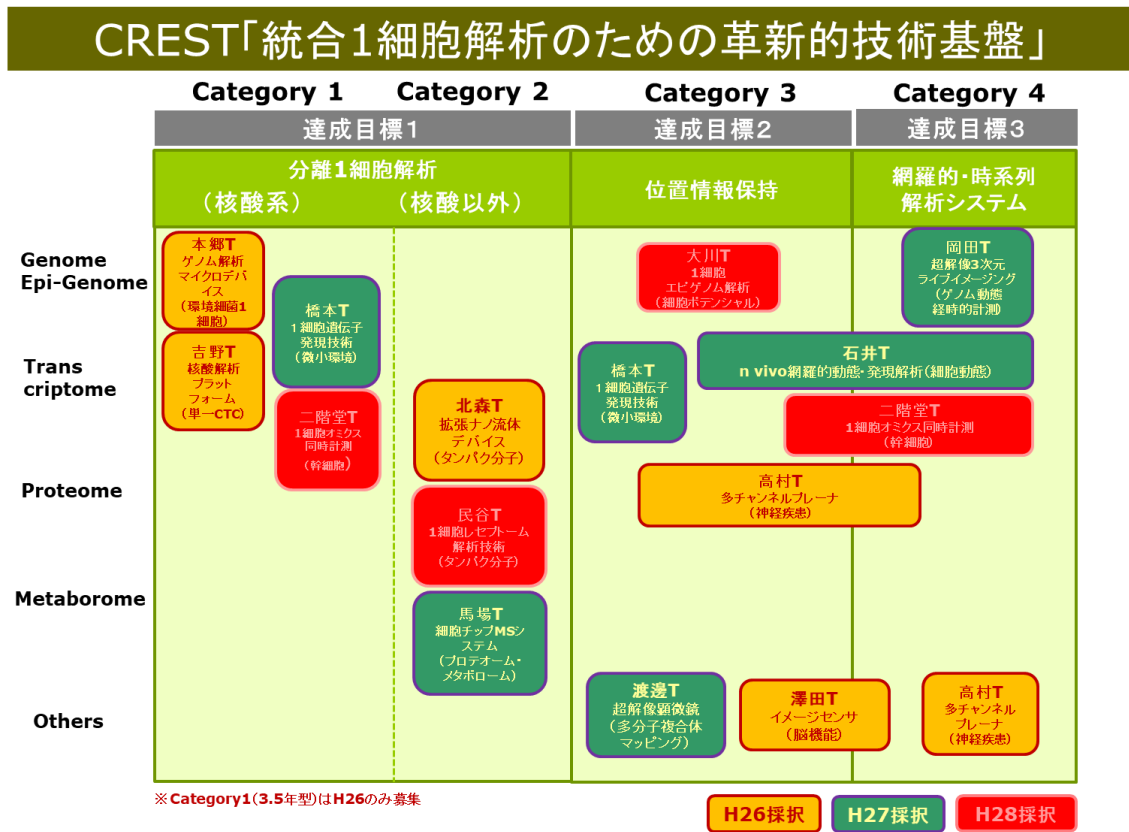 CREST「統合1細胞解析のための革新的技術基盤」
Category 1
Category 2
Category 3
Category 4
達成目標1
達成目標2
達成目標3
分離1細胞解析
（核酸系）
（核酸以外）
位置情報保持
網羅的・時系列
解析システム
Genome
Epi-Genome
本郷T
ゲノム解析
マイクロデバ
イス
（環境細菌1
細胞）
橋本T
1細胞遺伝子
発現技術
（微小環境）
大川T
1細胞
エピゲノム解析
（細胞ポテンシャル）
岡田T
超解像3次元
ライブイメージング
（ゲノム動態
経時的計測）
Trans
criptome
吉野T
核酸解析
プラット
フォーム
（単一CTC）
二階堂T
1細胞オミクス
同時計測
（幹細胞）
北森T
拡張ナノ流体
デバイス
（タンパク分子）
橋本T
1細胞遺伝子
発現技術
（微小環境）
石井T
n vivo網羅的動態・発現解析（細胞動態）
二階堂T
1細胞オミクス同時計測
（幹細胞）
Proteome
民谷T
1細胞レセプトーム
解析技術
（タンパク分子）
高村T
多チャンネルプレーナ
（神経疾患）
Metaborome
馬場T
細胞チップMSシ
ステム
（プロテオーム・
メタボローム）
Others
渡邊T
超解像顕微鏡
（多分子複合体
マッピング）
澤田T
イメージセンサ
（脳機能）
高村T
多チャンネル
プレーナ
（神経疾患）
※Category1（3.5年型）はH26のみ募集
H26採択
H27採択
H28採択